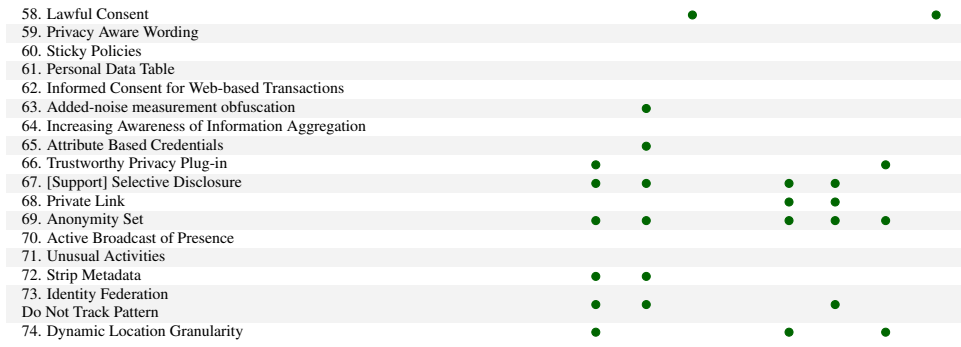 58. Lawful Consent
59. Privacy Aware Wording
60. Sticky Policies
61. Personal Data Table
62. Informed Consent for Web-based Transactions
63. Added-noise measurement obfuscation
64. Increasing Awareness of Information Aggregation
65. Attribute Based Credentials
66. Trustworthy Privacy Plug-in
67. [Support] Selective Disclosure
68. Private Link
69. Anonymity Set
70. Active Broadcast of Presence
71. Unusual Activities
72. Strip Metadata
73. Identity Federation
Do Not Track Pattern
74. Dynamic Location Granularity